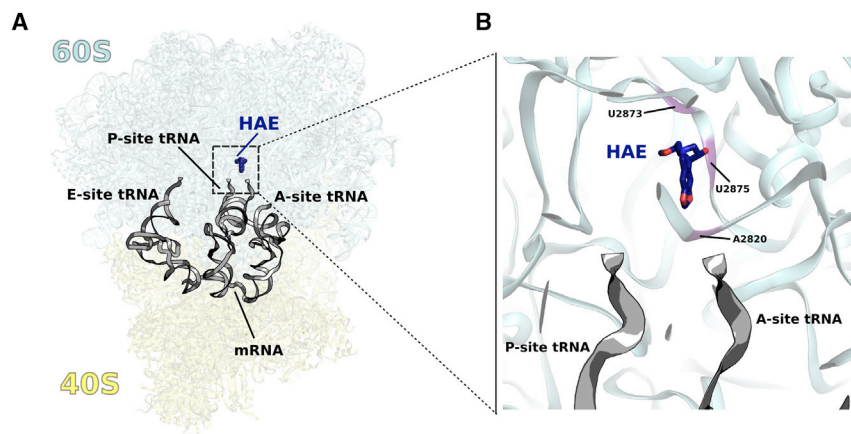 A
60S
HAE
P-site tRNA
E-site tRNA
A-site tRNA
mRNA
40S
B
U2873
HAE
U2875
A2820
A-site tRNA
P-site tRNA